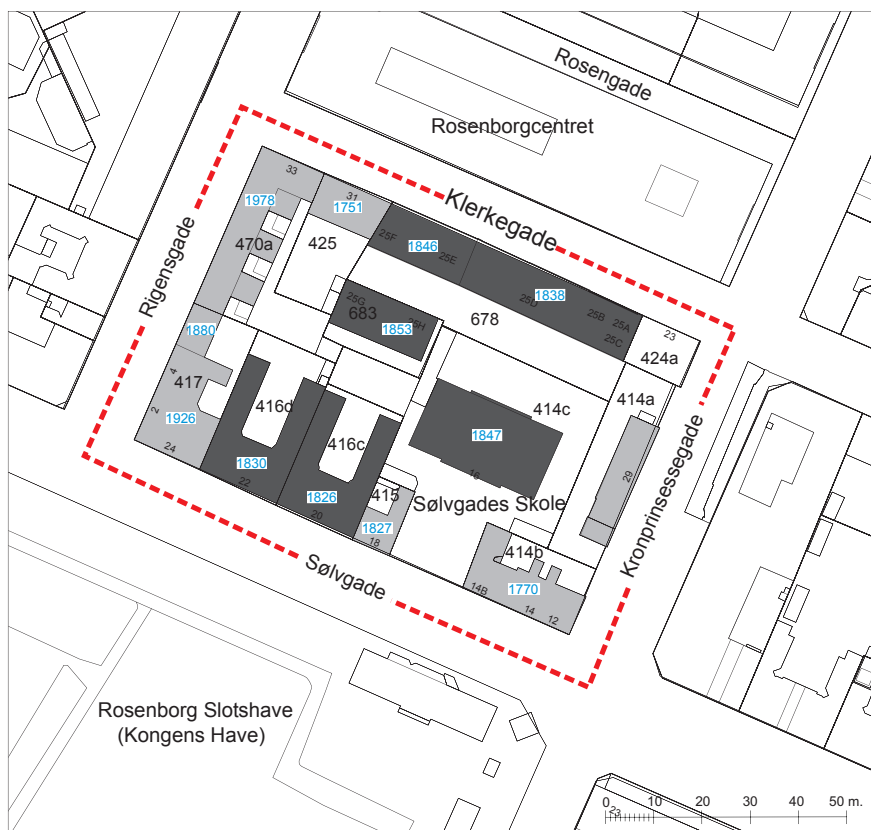 Rosengade
Rosenborgcentret
33
31
1978
1751
Klerkegade
25F
1846
25E
470a
425
Rigensgade
1838
25D
25B
25A
25C
25G
683
25H
1853
678
23
424a
1880
417
4
2
1926
24
416d
1830
22
416c
1826
20
415
1827
18
414c
1847
16
Sølvgades Skole
414a
29
414b
1770
14B
14
12
Kronprinsessegade
Sølvgade
Rosenborg Slotshave
(Kongens Have)
0 10 20 30 40 50 m.
23